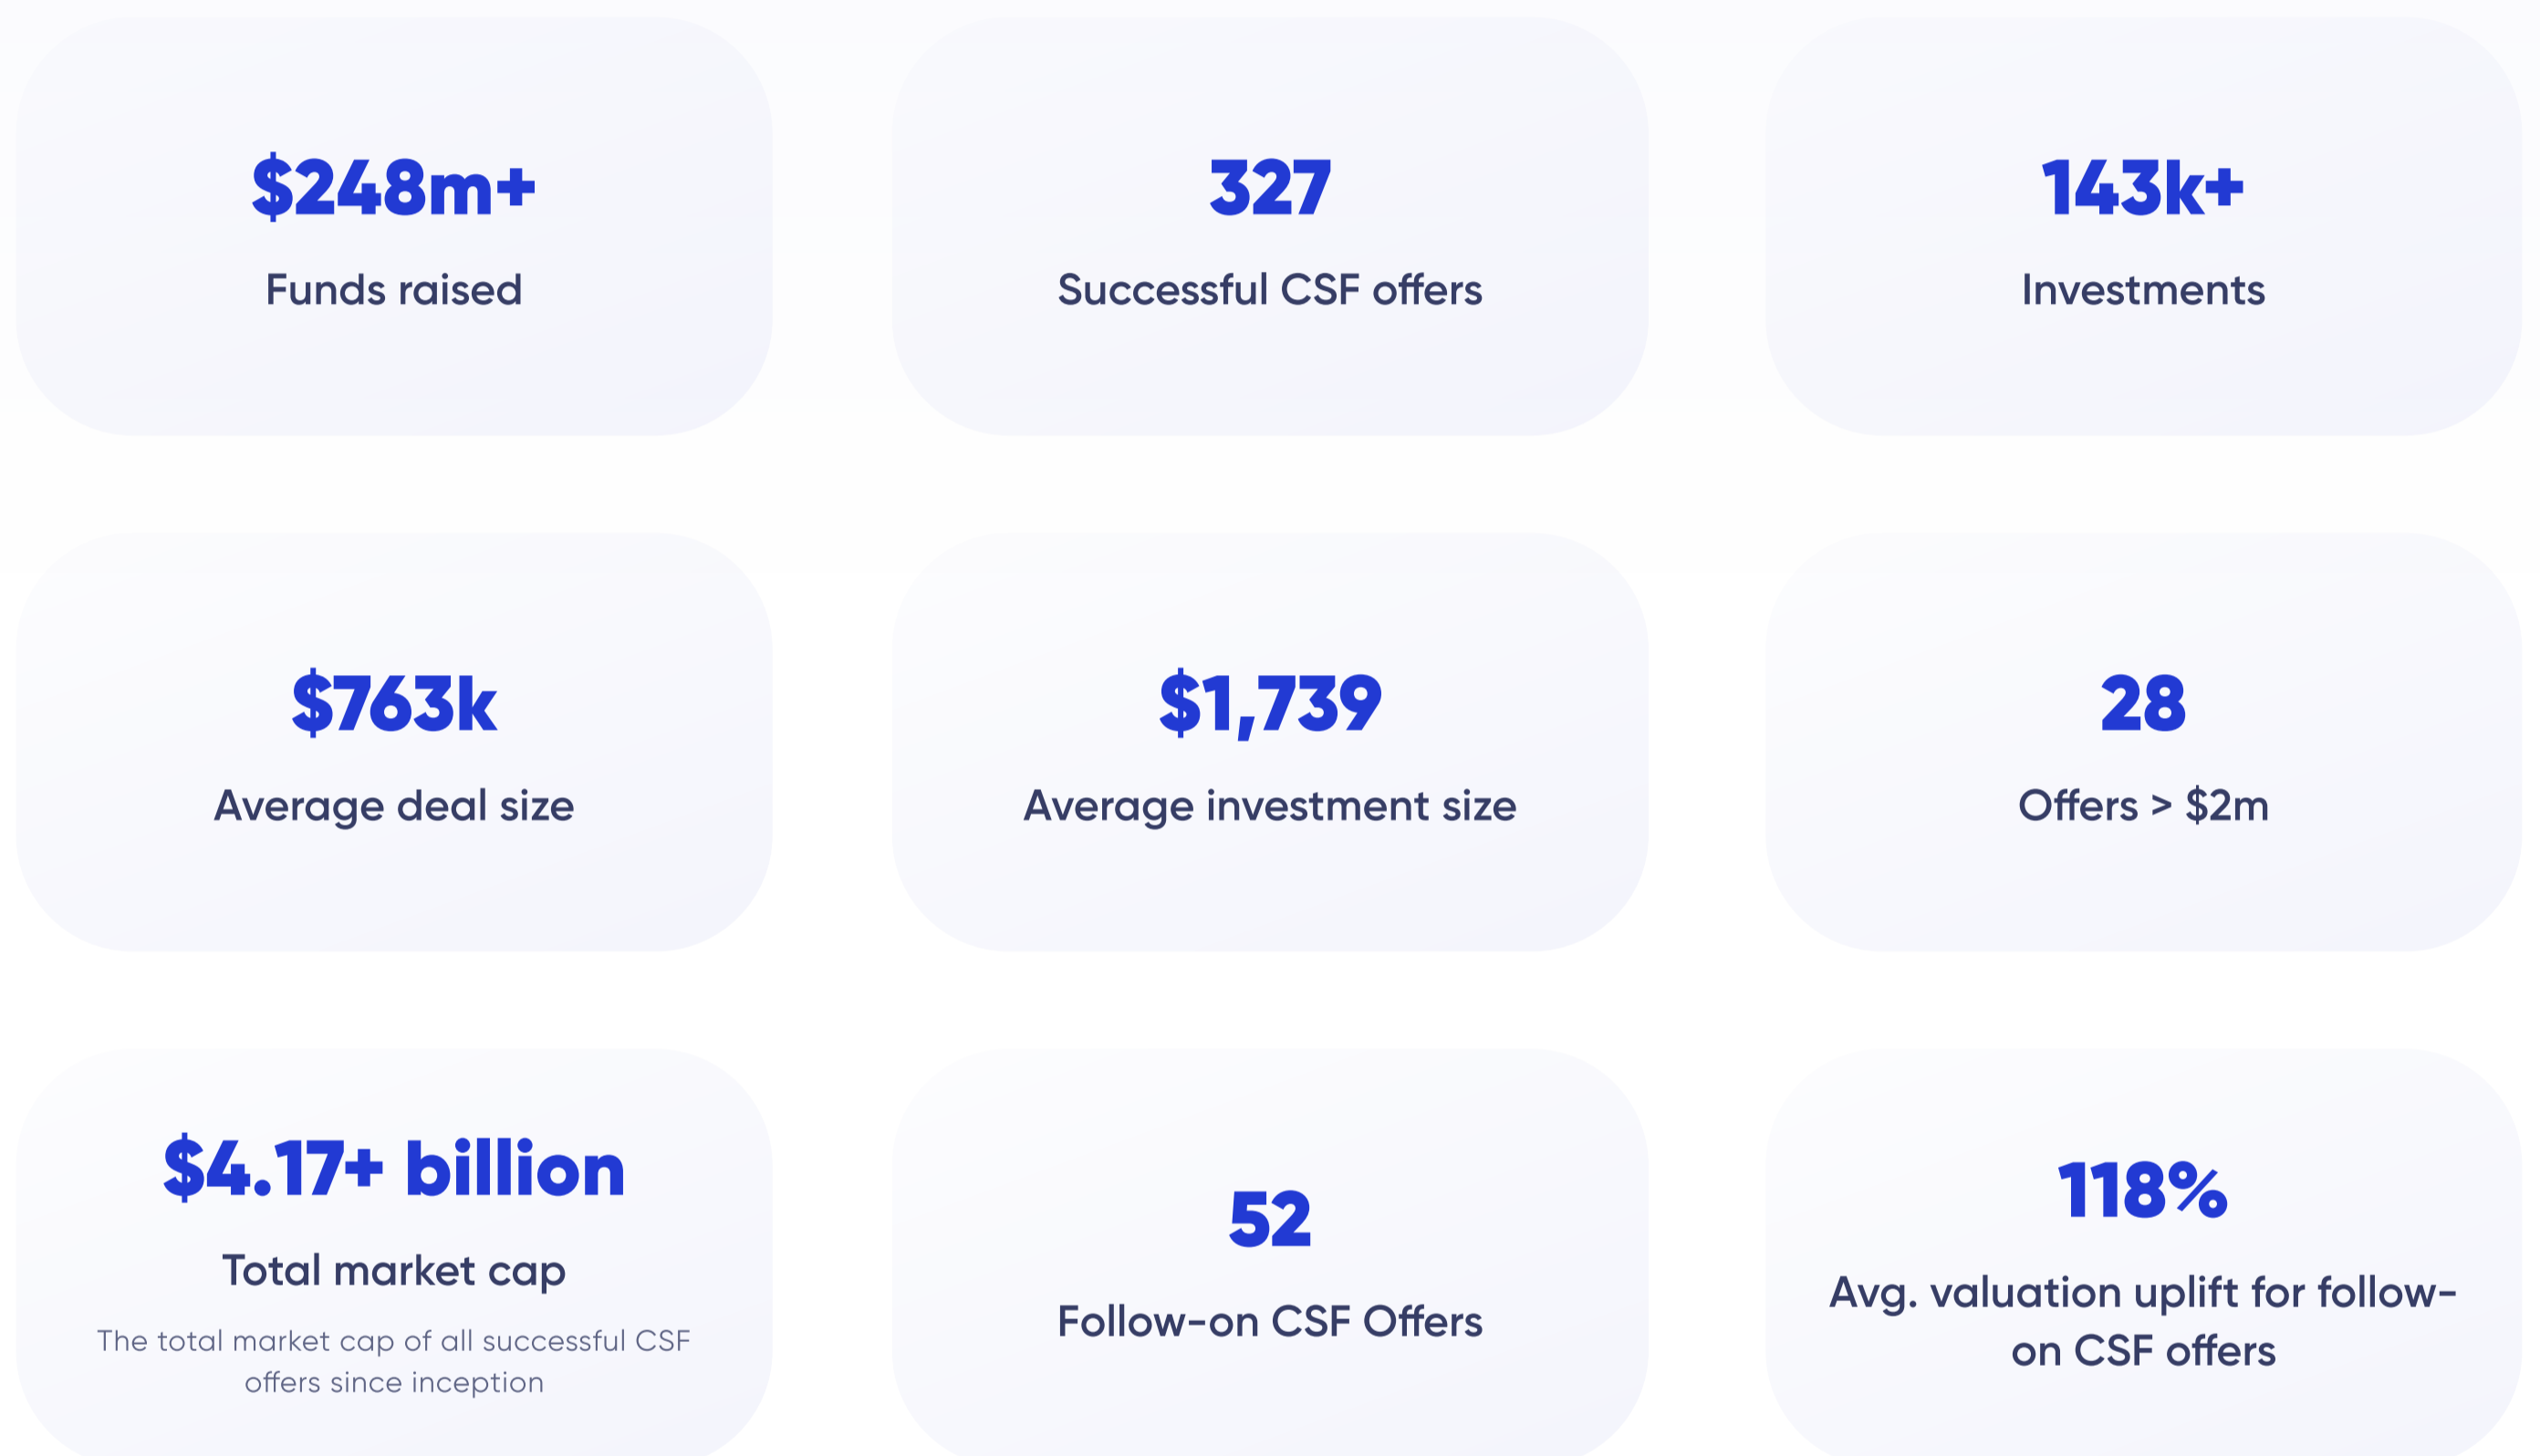 $248m+
Funds raised
327
Successful CSF offers
143k+
Investments
$763k
Average deal size
$1,739
Average investment size
28
Offers > $2m
$4.17+ billion
Total market cap
The total market cap of all successful CSF
offers since inception
52
Follow-on CSF Offers
118%
Avg. valuation uplift for follow-
on CSF offers